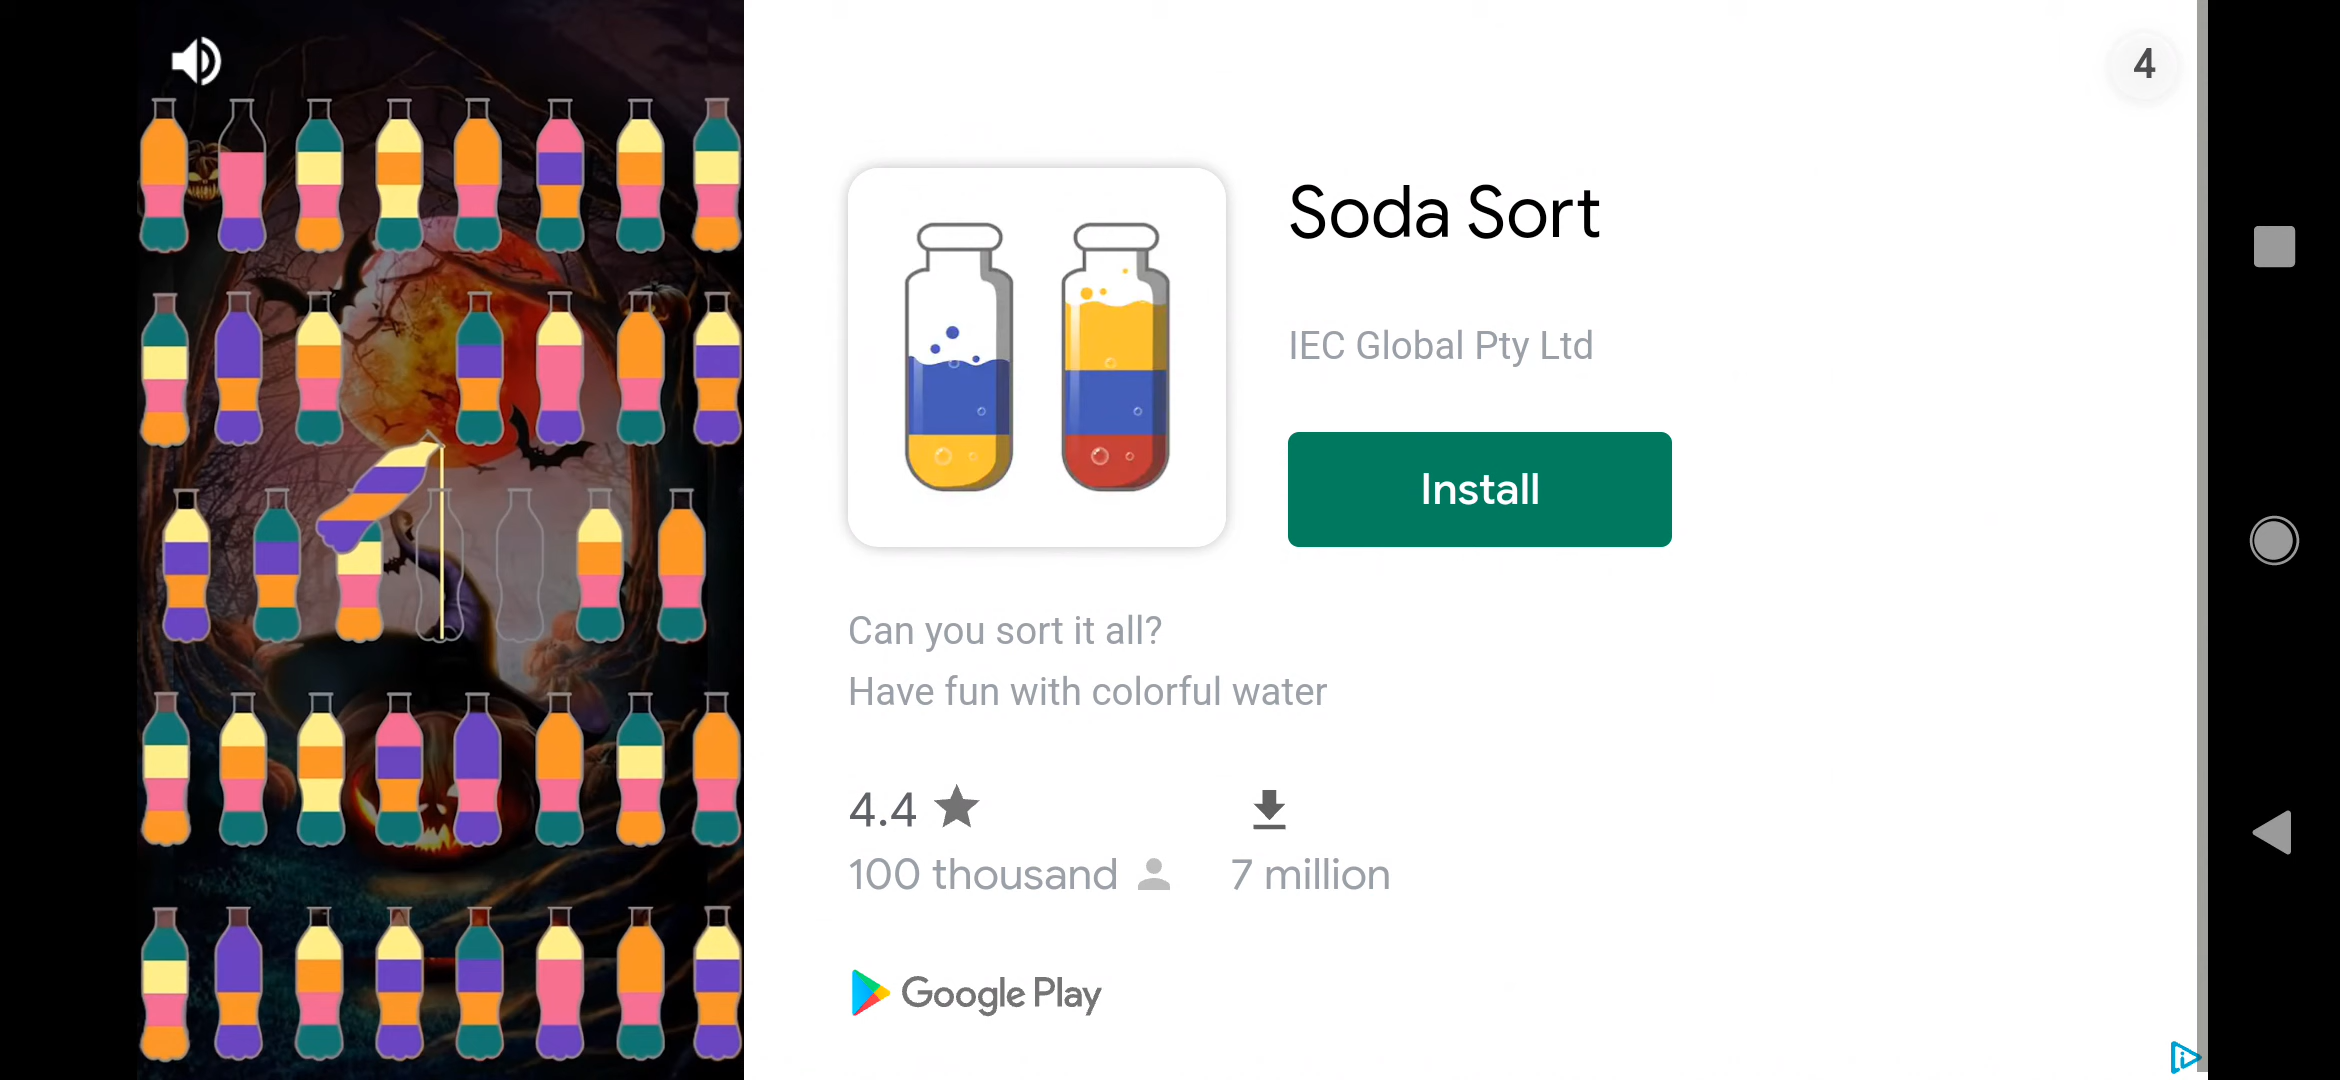 4
Soda Sort
IEC Global Pty Ltd
Install
Can you sort it all?
Have fun with colorful water
4.4
100 thousand
7 million
Google Play